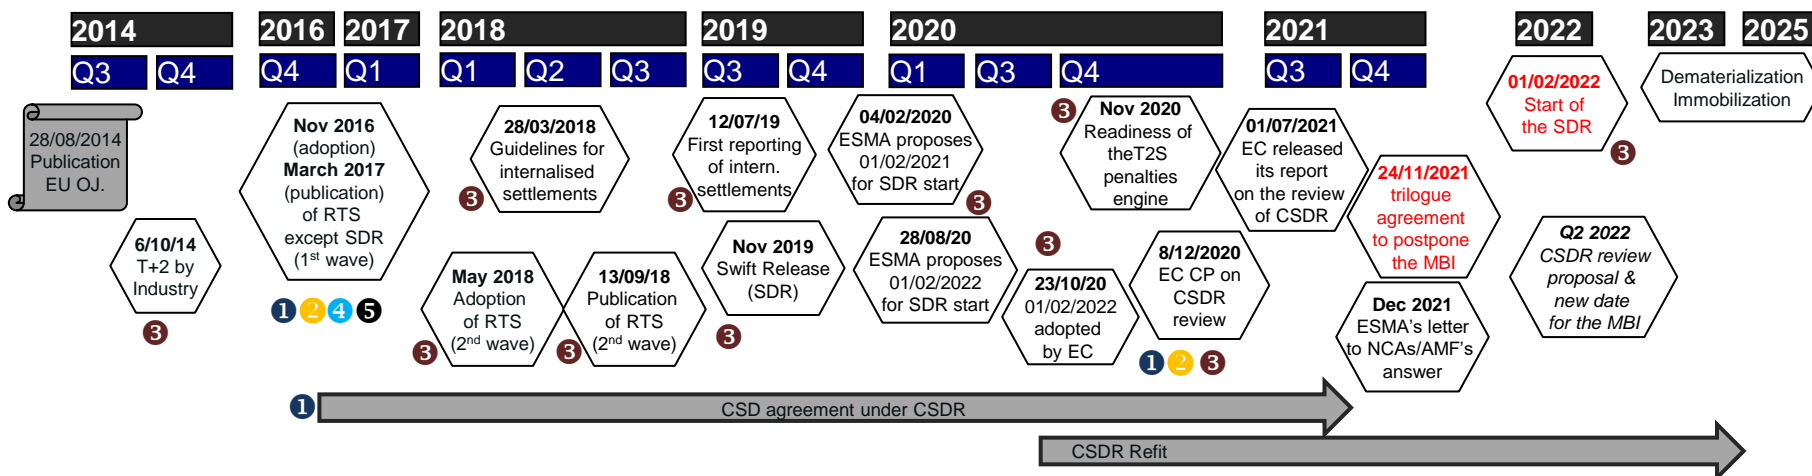 2014
2016
2017
2018
2019
2020
2021
2022
2023
2025
Q3
Q4
Q4
Q1
Q1
Q2
Q3
Q3
Q4
Q1
Q3
Q4
Q3
Q4
28/08/2014
Publication
EU OJ.
6/10/14
T+2 by
Industry
3
Nov 2016
(adoption)
March 2017
(publication)
of RTS
except SDR
(1st wave)
1 2 4 5
28/03/2018
Guidelines for
internalised
settlements
3
May 2018
Adoption
of RTS
(2nd wave)
3
13/09/18
Publication
of RTS
(2nd wave)
3
12/07/19
First reporting
of intern.
settlements
3
Nov 2019
Swift Release
(SDR)
3
04/02/2020
ESMA proposes
01/02/2021
for SDR start
3
28/08/20
ESMA proposes
01/02/2022
for SDR start
3
Nov 2020
Readiness of
theT2S
penalties
engine
3
23/10/20
01/02/2022
adopted
by EC
8/12/2020
EC CP on
CSDR
review
1 2 3
01/07/2021
EC released
its report
on the review
of CSDR
24/11/2021
trilogue
agreement
to postpone
the MBI
Dec 2021
ESMA's letter
to NCAs/AMF's
answer
01/02/2022
Start of
the SDR
3
Q2 2022
CSDR review
proposal &
new date
for the MBI
Dematerialization
Immobilization
1
CSD agreement under CSDR
CSDR Refit